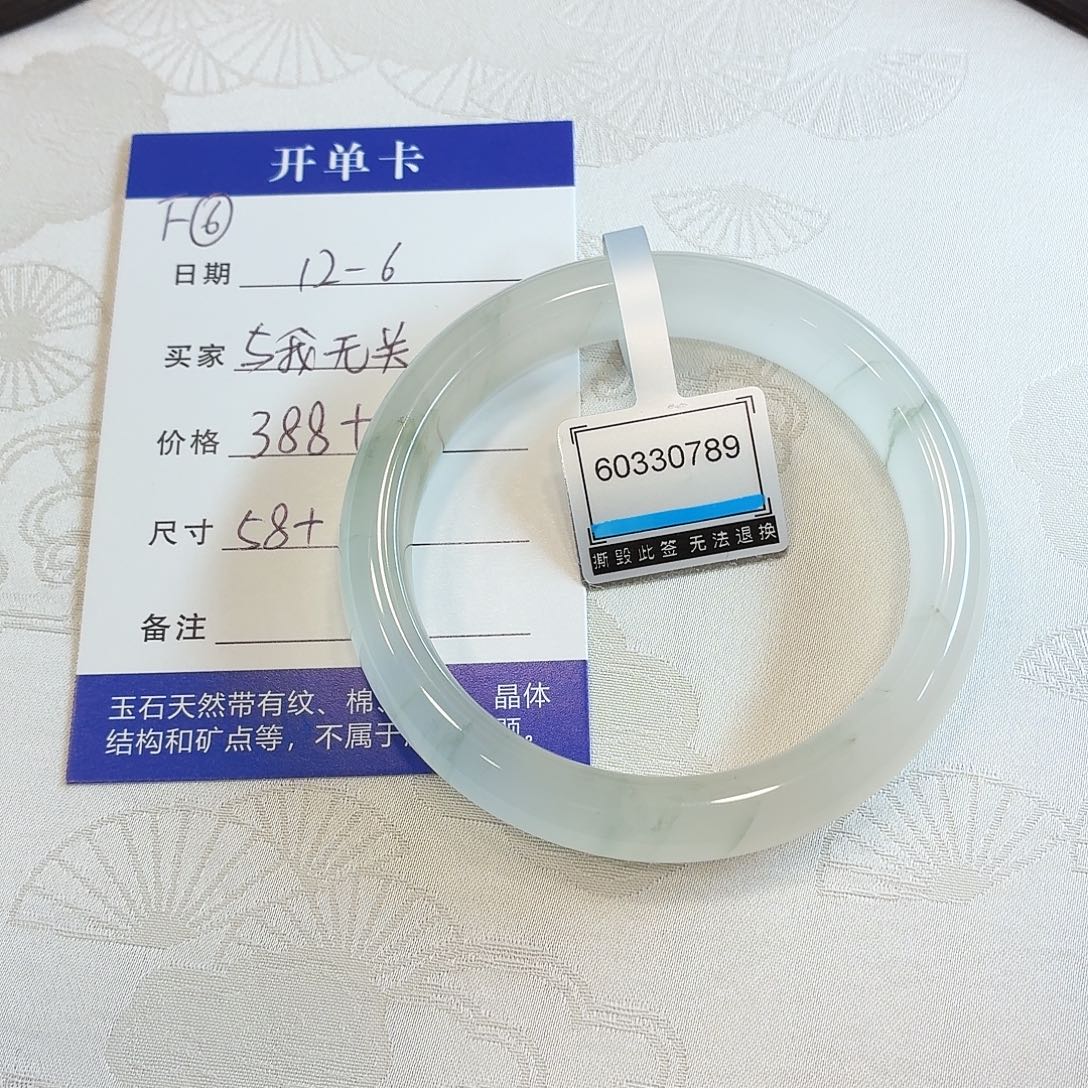 开单卡
F⑥
日期 12-6
买家 与我无关
价格 388+
尺寸 58+
备注
玉石天然带有纹、棉、 晶体
结构和矿点等，不属于 题。
60330789
撕毁此签 无法退换